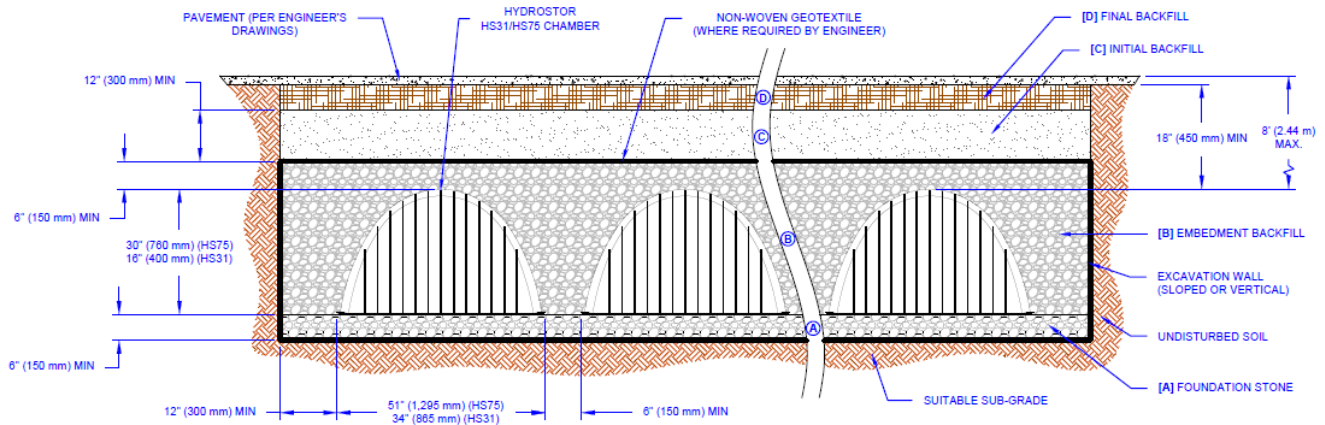 PAVEMENT (PER ENGINEER'S
DRAWINGS)
HYDROSTOR
HS31/HS75 CHAMBER
NON-WOVEN GEOTEXTILE
(WHERE REQUIRED BY ENGINEER)
[D] FINAL BACKFILL
[C] INITIAL BACKFILL
12" (300 mm) MIN
D
C
18" (450 mm) MIN
8' (2.44 m)
MAX.
6" (150 mm) MIN
30" (760 mm) (HS75)
16" (400 mm) (HS31)
B
[B] EMBEDMENT BACKFILL
EXCAVATION WALL
(SLOPED OR VERTICAL)
A
UNDISTURBED SOIL
6" (150 mm) MIN
[A] FOUNDATION STONE
12" (300 mm) MIN
51" (1,295 mm) (HS75)
34" (865 mm) (HS31)
6" (150 mm) MIN
SUITABLE SUB-GRADE